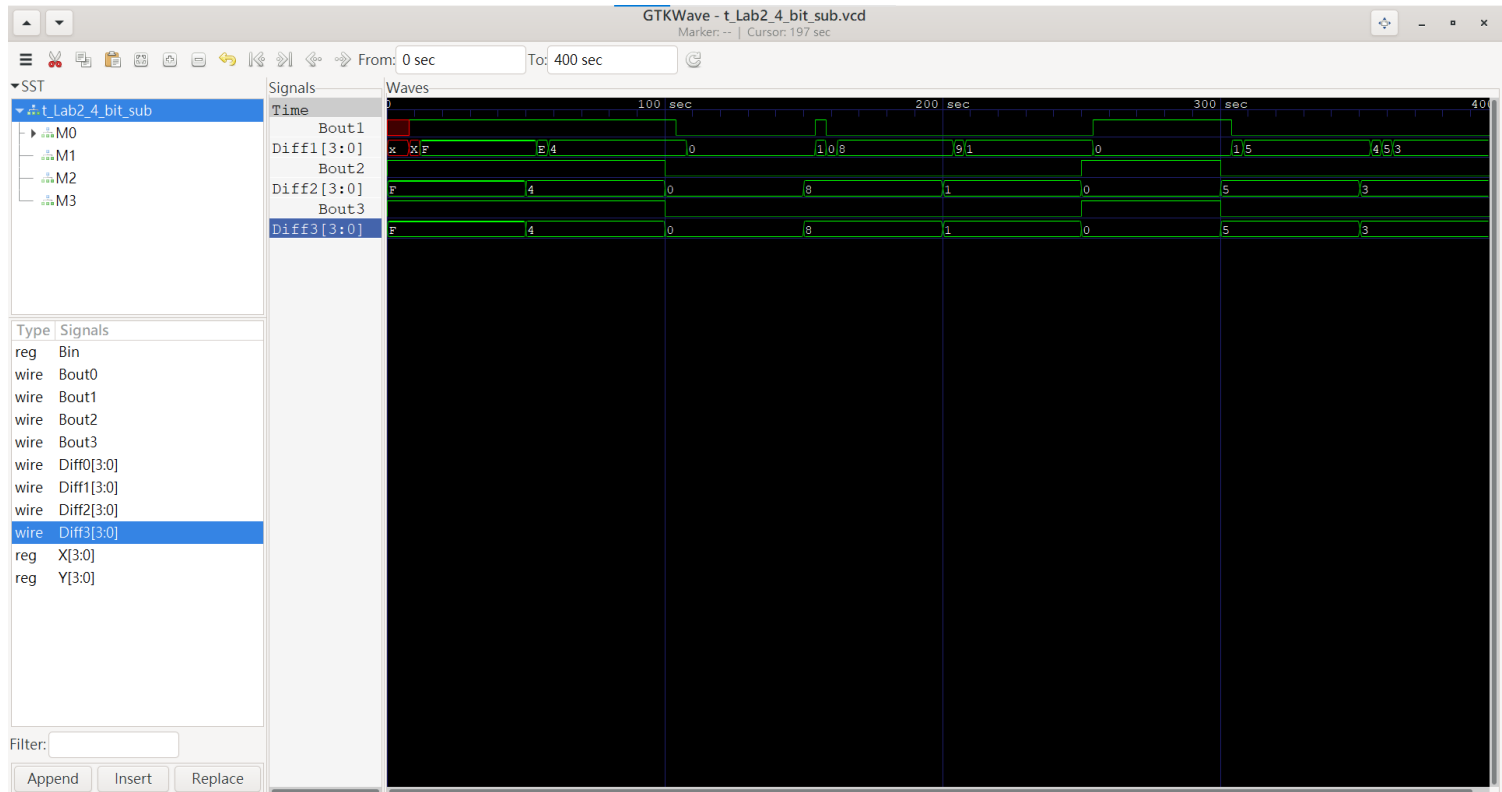 GTKWave - t_Lab2_4_bit_sub.vcd
Marker: -- | Cursor: 197 sec
From: 0 sec To: 400 sec
SST
t_Lab2_4_bit_sub
M0
M1
M2
M3
Type Signals
reg Bin
wire Bout0
wire Bout1
wire Bout2
wire Bout3
wire Diff0[3:0]
wire Diff1[3:0]
wire Diff2[3:0]
wire Diff3[3:0]
reg X[3:0]
reg Y[3:0]
Filter:
Append Insert Replace
Signals
Time
Bout1
Diff1[3:0]
Bout2
Diff2[3:0]
Bout3
Diff3[3:0]
Waves
0 100 sec 200 sec 300 sec 40
x X F E 4 0 1 0 8 9 1 0 1 5 4 5 3
F 4 0 8 1 0 5 3
F 4 0 8 1 0 5 3